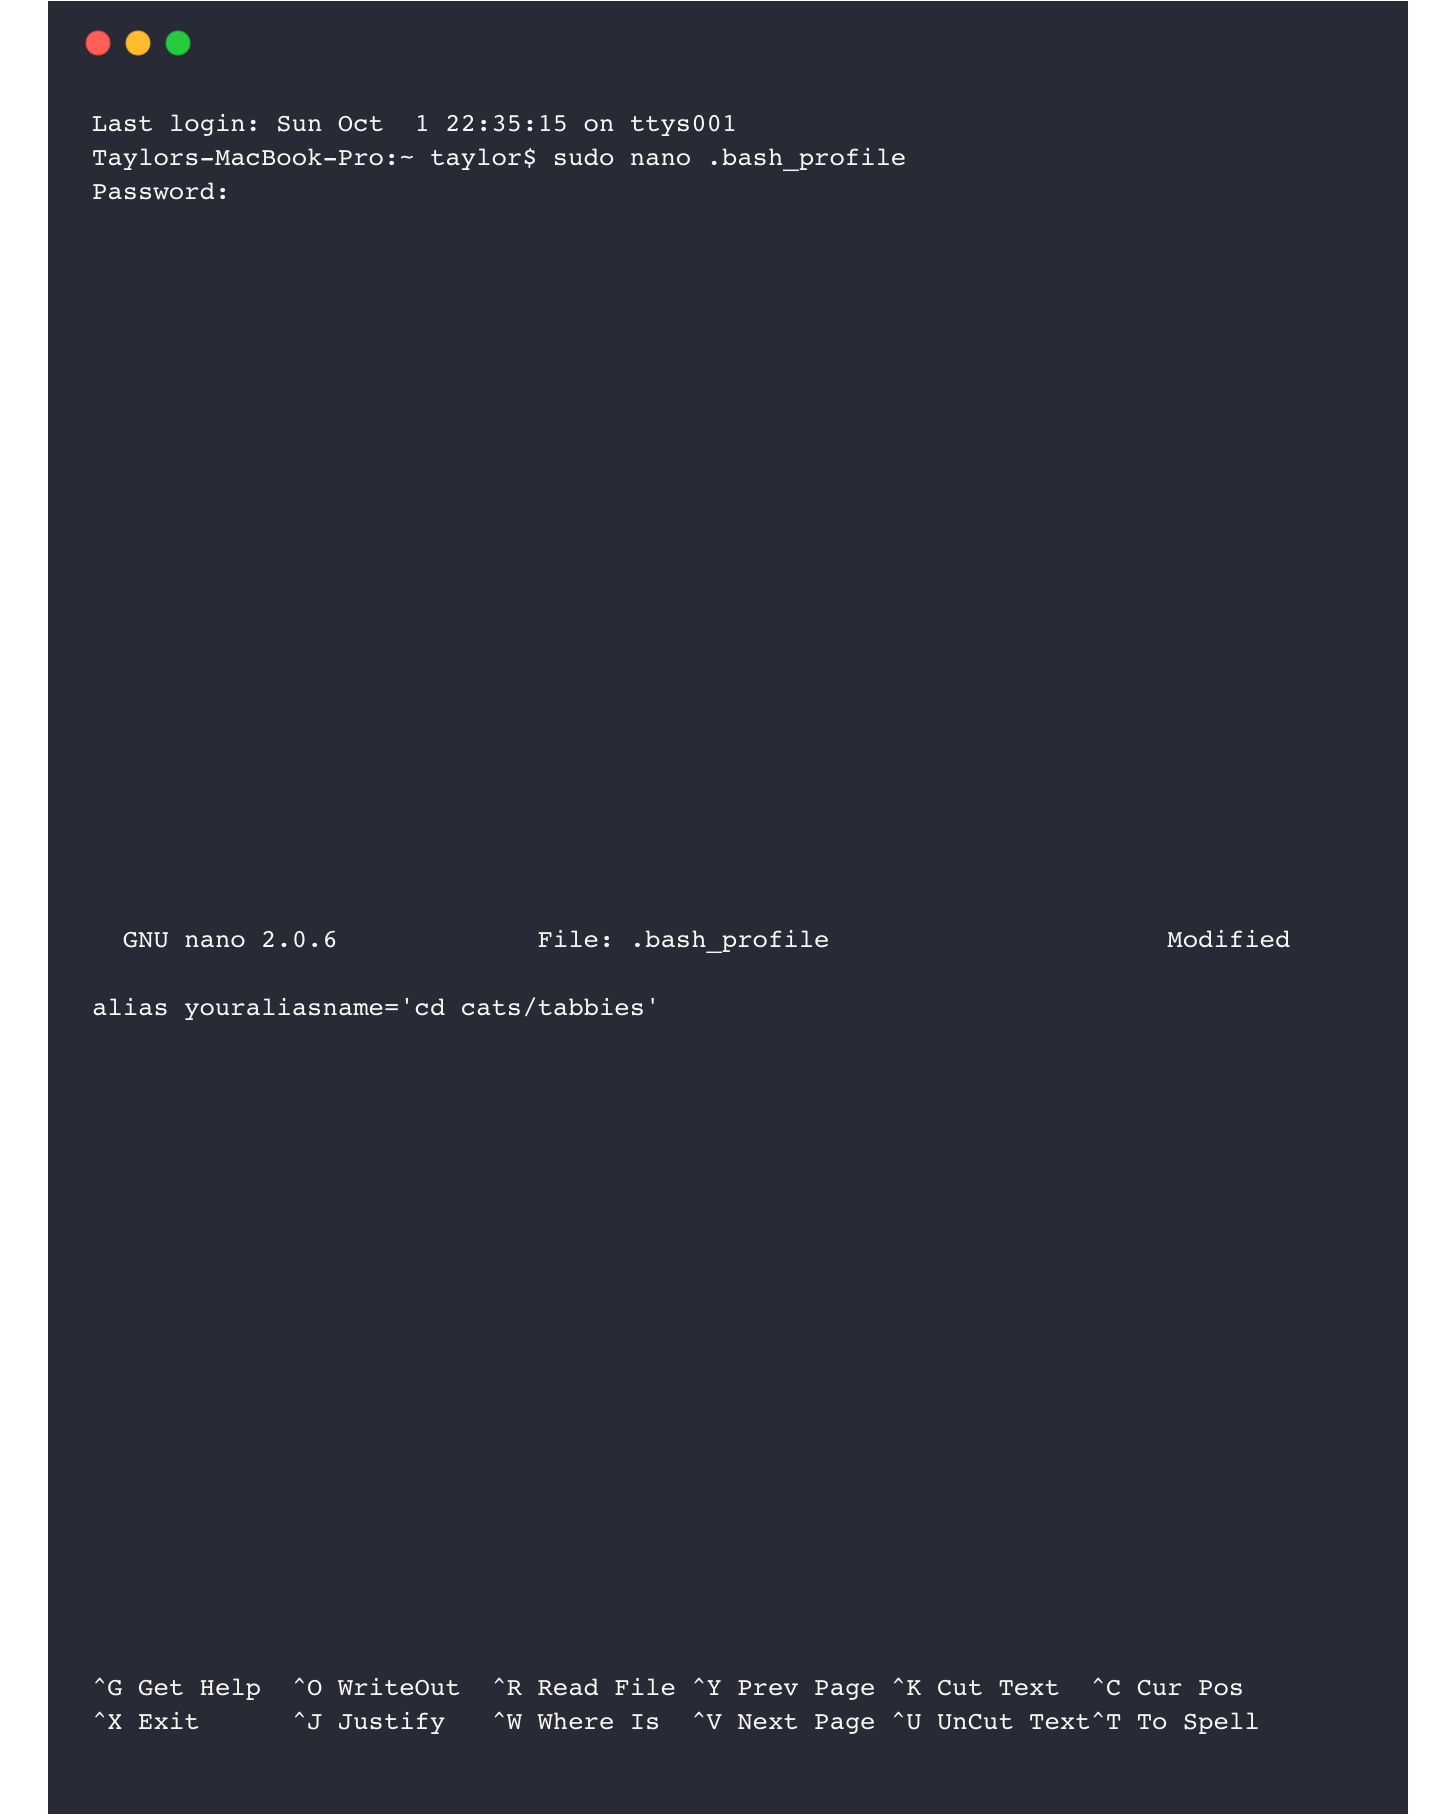 Last login: Sun Oct  1 22:35:15 on ttys001
Taylors-MacBook-Pro:~ taylor$ sudo nano .bash_profile
Password:
  GNU nano 2.0.6             File: .bash_profile                      Modified
alias youraliasname='cd cats/tabbies'
^G Get Help  ^O WriteOut  ^R Read File ^Y Prev Page ^K Cut Text  ^C Cur Pos
^X Exit      ^J Justify   ^W Where Is  ^V Next Page ^U UnCut Text^T To Spell